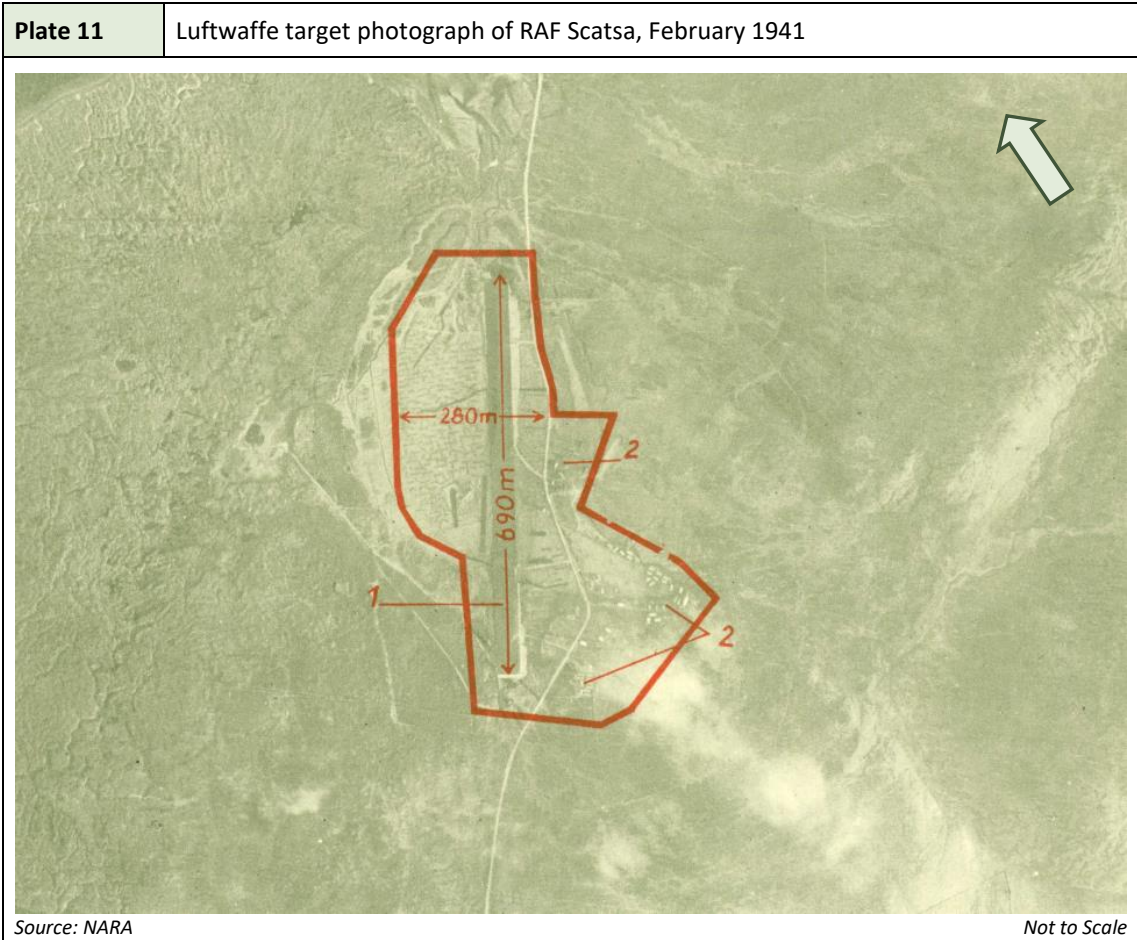 Plate 11 Luftwaffe target photograph of RAF Scatsa, February 1941
280m
2
690m
1
2
Source: NARA Not to Scale